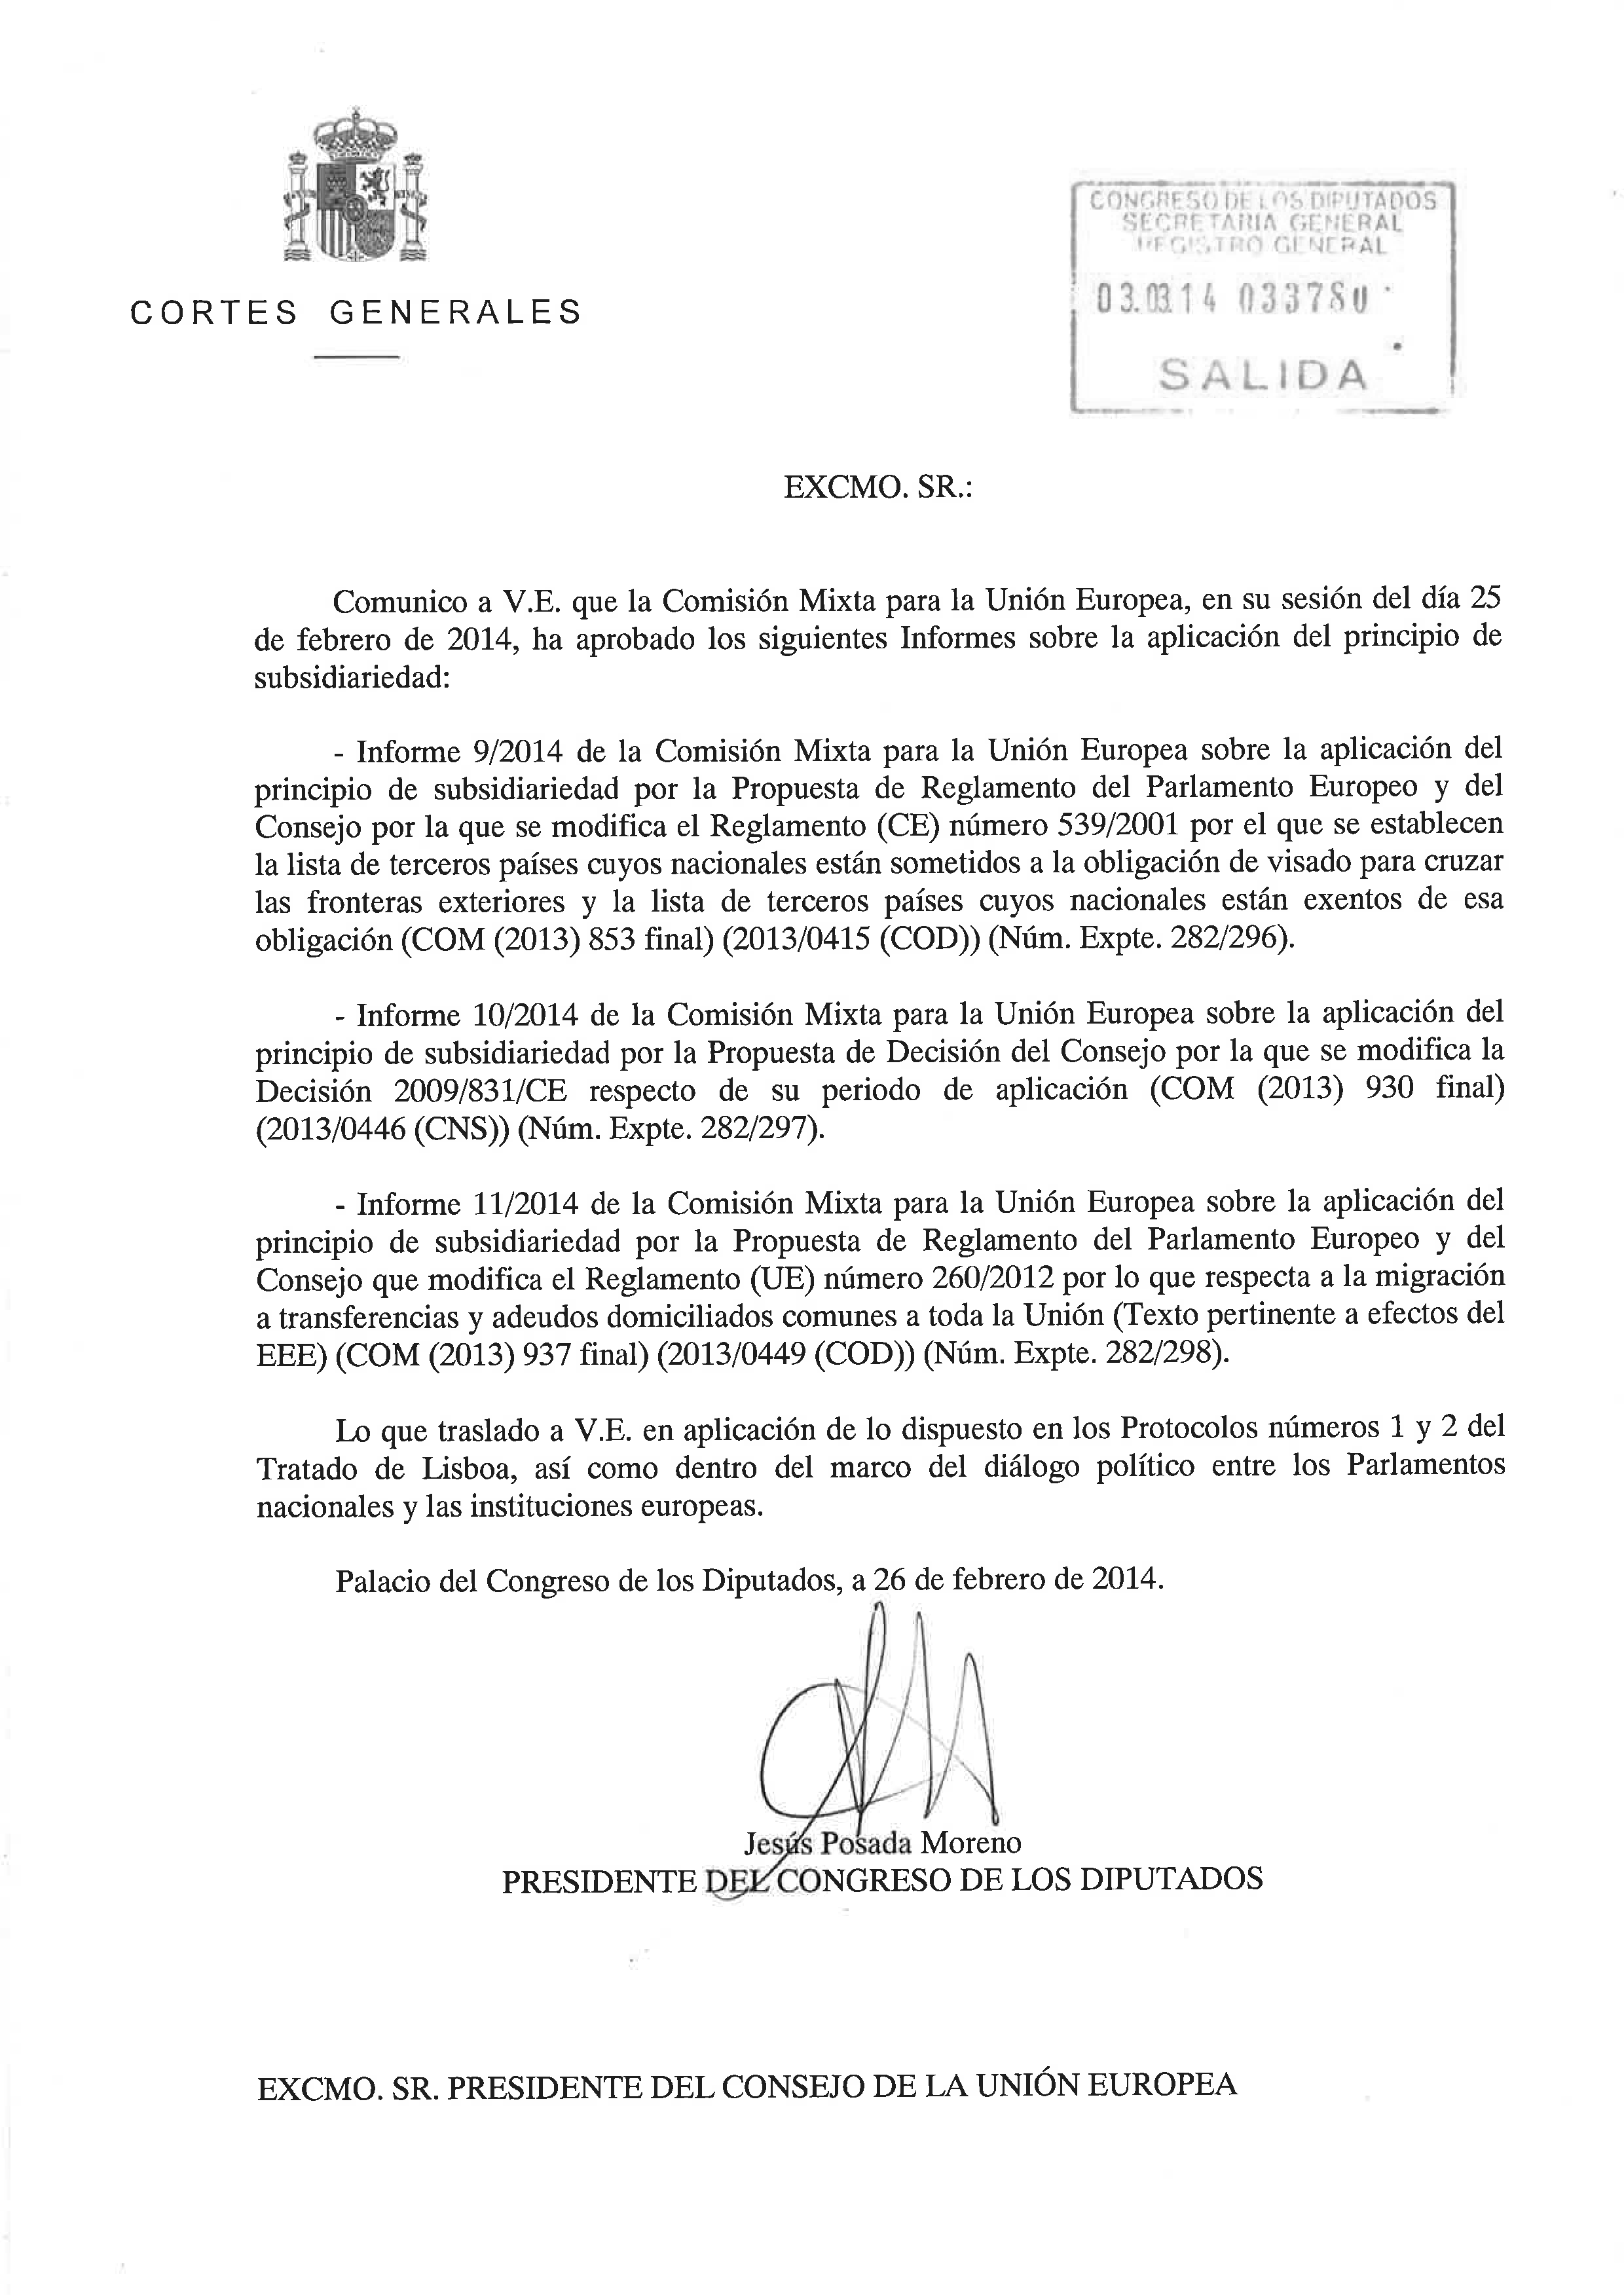 CORTES GENERALES
CONGRESO DE LOS DIPUTADOS
SECRETARIA GENERAL
REGISTRO GENERAL
03.03.14 033780
SALIDA
EXCMO. SR.:
Comunico a V.E. que la Comisión Mixta para la Unión Europea, en su sesión del día 25
de febrero de 2014, ha aprobado los siguientes Informes sobre la aplicación del principio de
subsidiariedad:
- Informe 9/2014 de la Comisión Mixta para la Unión Europea sobre la aplicación del
principio de subsidiariedad por la Propuesta de Reglamento del Parlamento Europeo y del
Consejo por la que se modifica el Reglamento (CE) número 539/2001 por el que se establecen
la lista de terceros países cuyos nacionales están sometidos a la obligación de visado para cruzar
las fronteras exteriores y la lista de terceros países cuyos nacionales están exentos de esa
obligación (COM (2013) 853 final) (2013/0415 (COD)) (Núm. Expte. 282/296).
- Informe 10/2014 de la Comisión Mixta para la Unión Europea sobre la aplicación del
principio de subsidiariedad por la Propuesta de Decisión del Consejo por la que se modifica la
Decisión 2009/831/CE respecto de su periodo de aplicación (COM (2013) 930 final)
(2013/0446 (CNS)) (Núm. Expte. 282/297).
- Informe 11/2014 de la Comisión Mixta para la Unión Europea sobre la aplicación del
principio de subsidiariedad por la Propuesta de Reglamento del Parlamento Europeo y del
Consejo que modifica el Reglamento (UE) número 260/2012 por lo que respecta a la migración
a transferencias y adeudos domiciliados comunes a toda la Unión (Texto pertinente a efectos del
EEE) (COM (2013) 937 final) (2013/0449 (COD)) (Núm. Expte. 282/298).
Lo que traslado a V.E. en aplicación de lo dispuesto en los Protocolos números 1 y 2 del
Tratado de Lisboa, así como dentro del marco del diálogo político entre los Parlamentos
nacionales y las instituciones europeas.
Palacio del Congreso de los Diputados, a 26 de febrero de 2014.
Jesús Posada Moreno
PRESIDENTE DEL CONGRESO DE LOS DIPUTADOS
EXCMO. SR. PRESIDENTE DEL CONSEJO DE LA UNIÓN EUROPEA